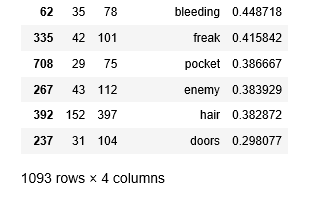 62 35 78 bleeding 0.448718
335 42 101 freak 0.415842
708 29 75 pocket 0.386667
267 43 112 enemy 0.383929
392 152 397 hair 0.382872
237 31 104 doors 0.298077
1093 rows × 4 columns